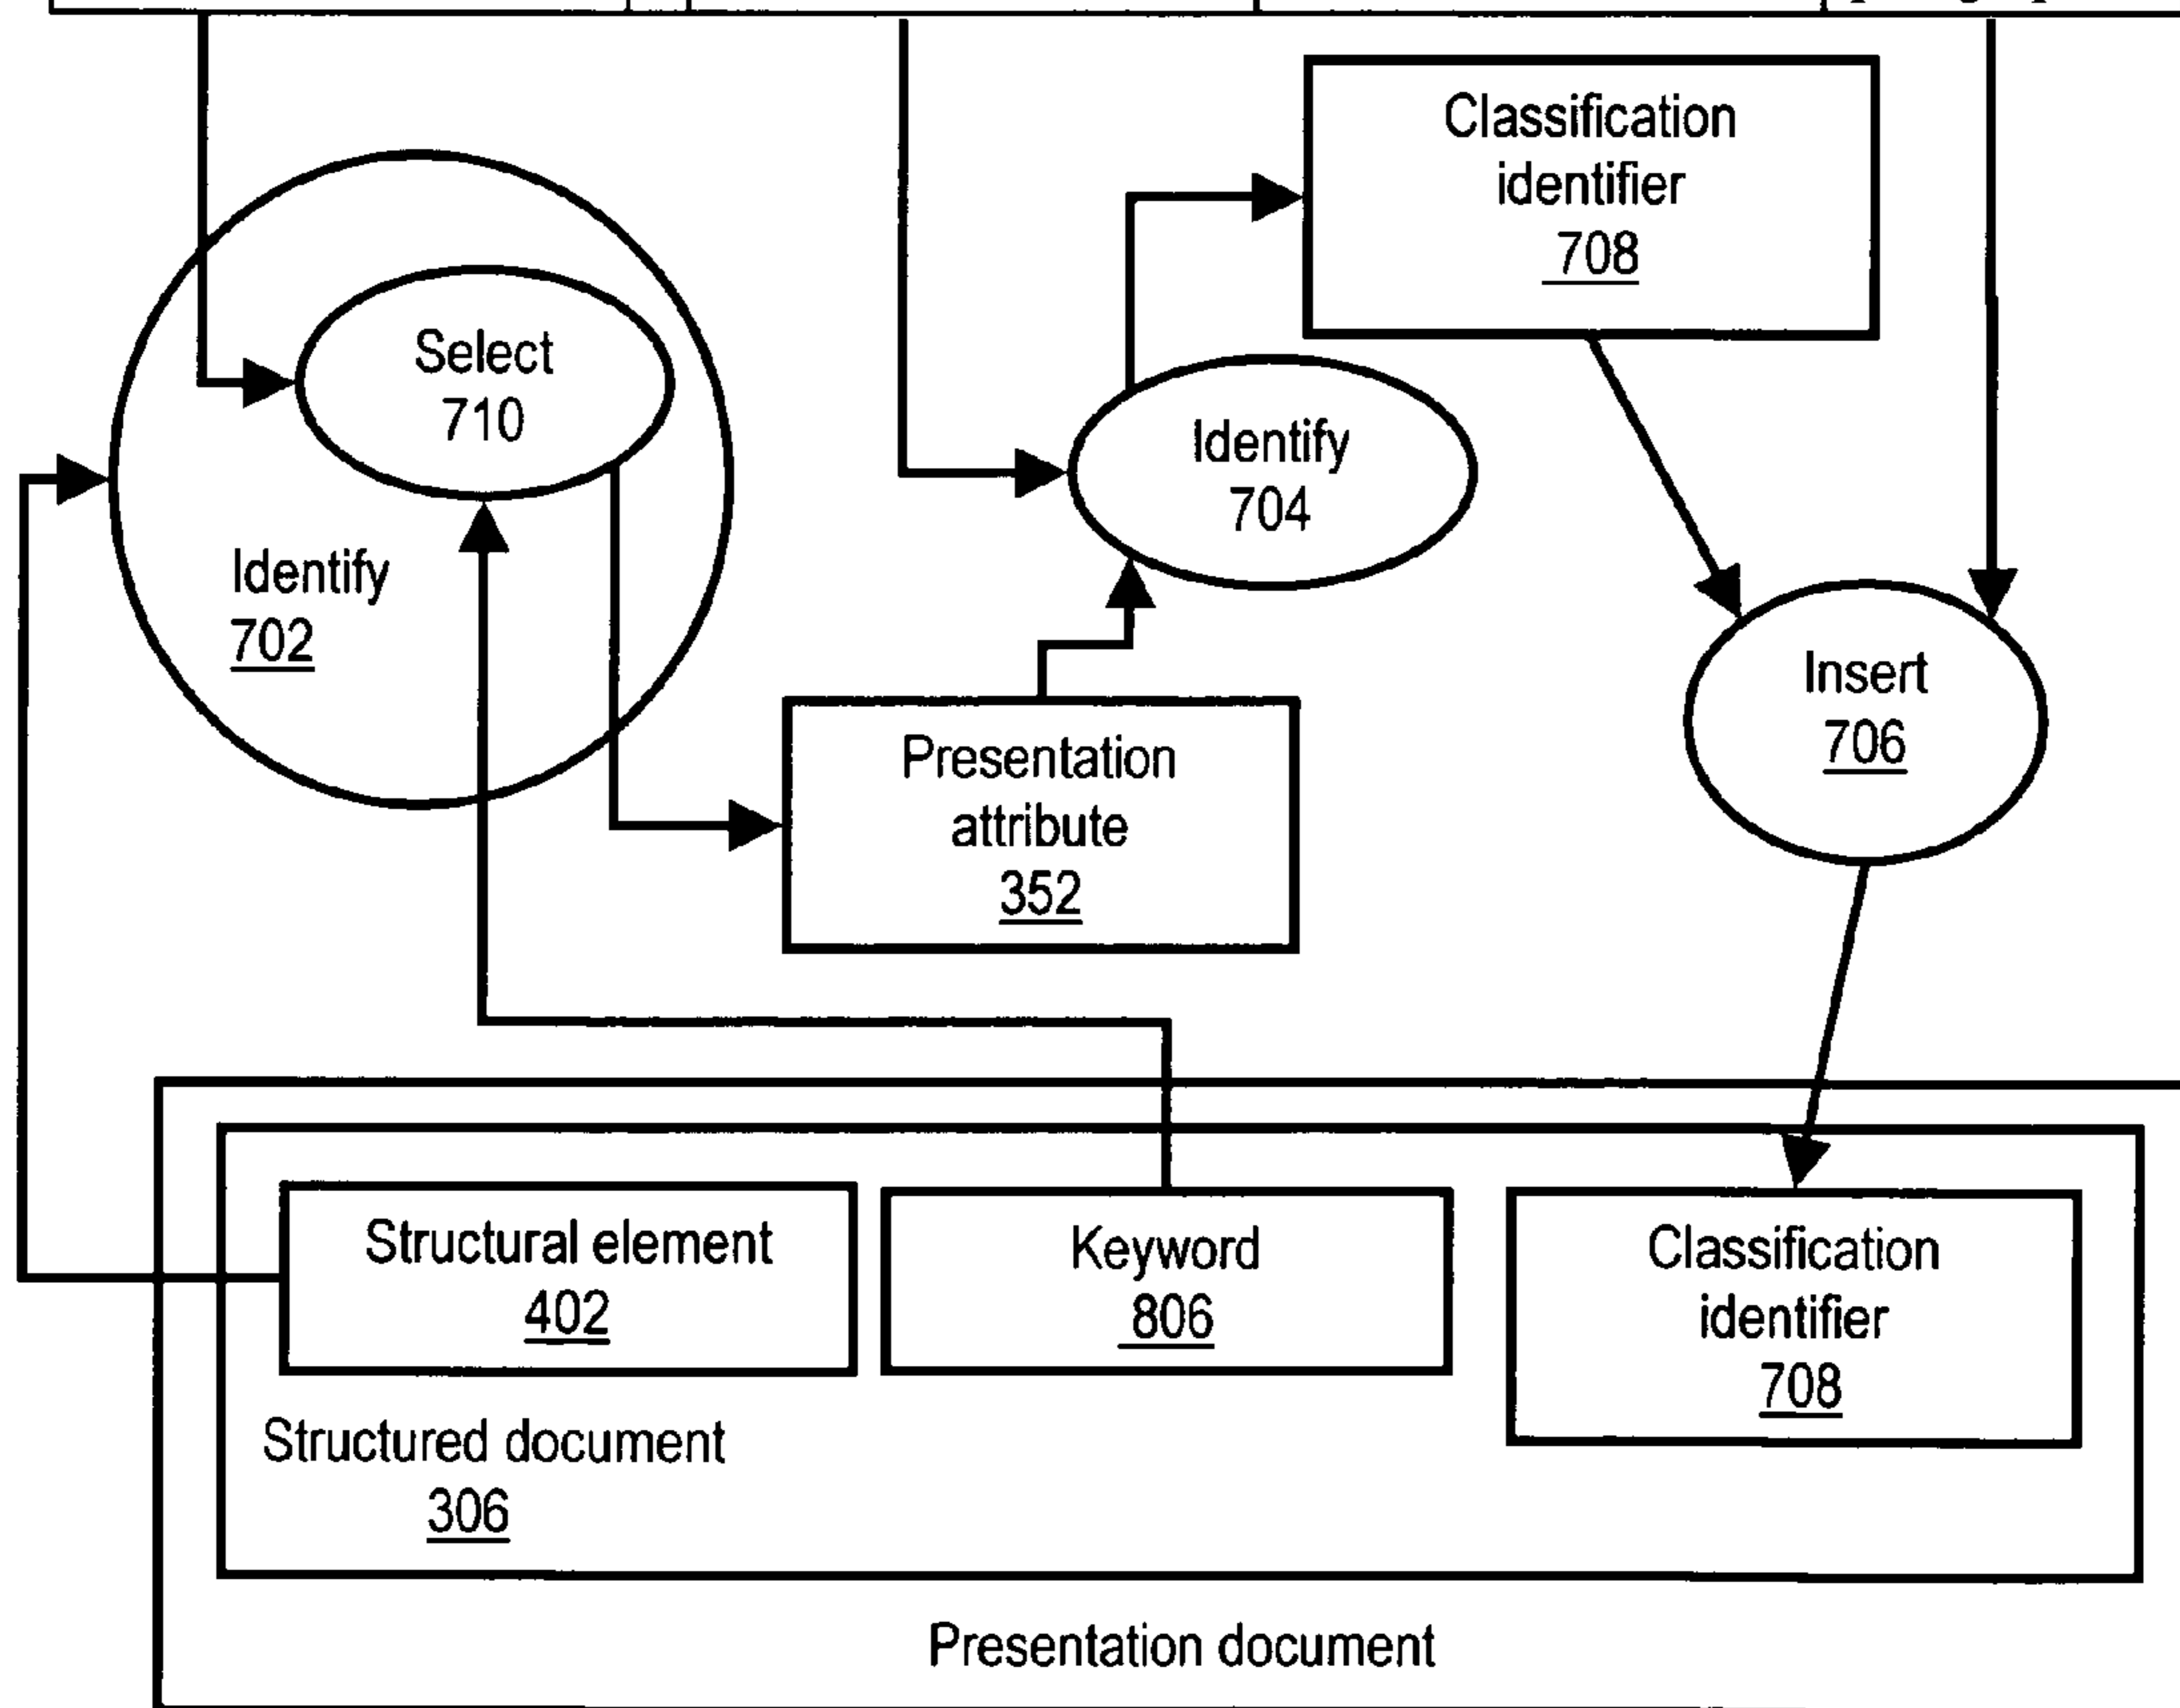 Classification
identifier
708
Select
710
Identify
704
Identify
702
Insert
706
Presentation
attribute
352
Structural element
402
Keyword
806
Classification
identifier
708
Structured document
306
Presentation document